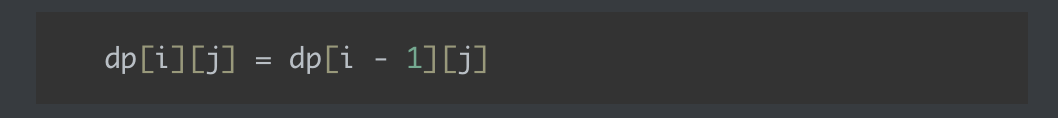 dp[i][j] = dp[i - 1][j]